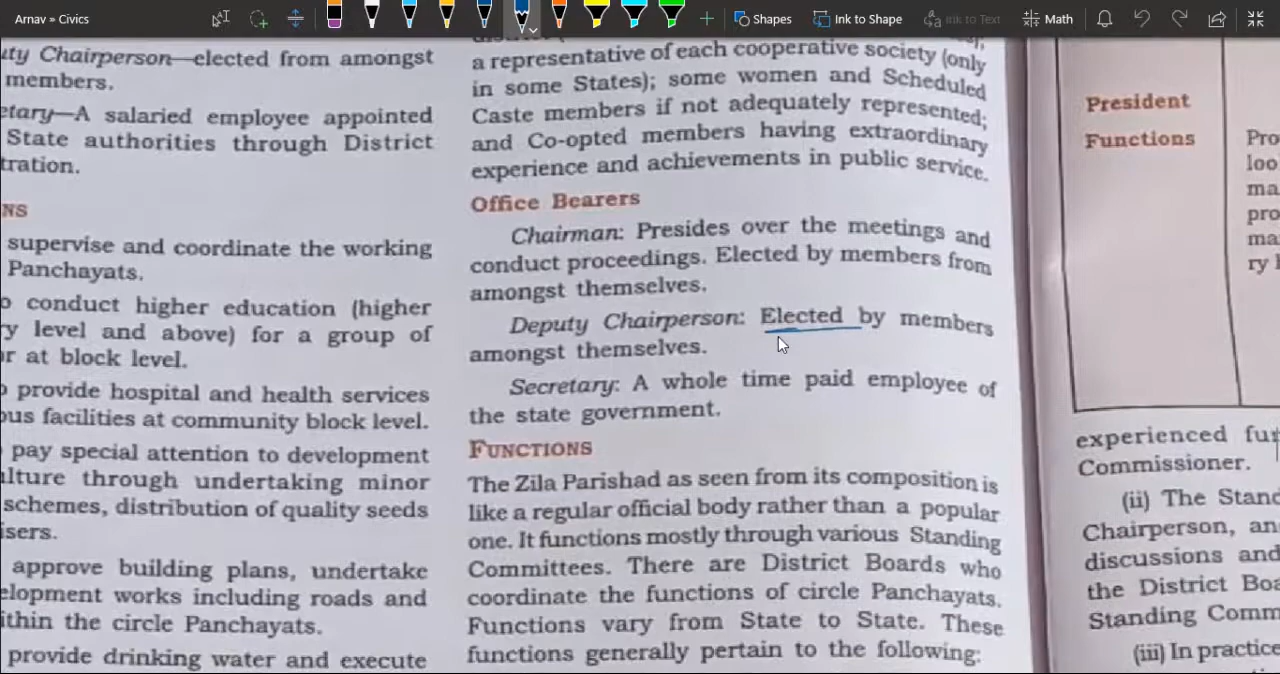 Arnav » Civics
Shapes
Ink to Shape
Ink to Text
Math
uty Chairperson—elected from amongst
members.
etary—A salaried employee appointed
State authorities through District
tration.
NS
supervise and coordinate the working
Panchayats.
o conduct higher education (higher
ry level and above) for a group of
or at block level.
o provide hospital and health services
ous facilities at community block level.
pay special attention to development
ulture through undertaking minor
schemes, distribution of quality seeds
isers.
approve building plans, undertake
elopment works including roads and
ithin the circle Panchayats.
provide drinking water and execute
a representative of each cooperative society (only
in some States); some women and Scheduled
Caste members if not adequately represented;
and Co-opted members having extraordinary
experience and achievements in public service.
Office Bearers
Chairman: Presides over the meetings and
conduct proceedings. Elected by members from
amongst themselves.
Deputy Chairperson: Elected by members
amongst themselves.
Secretary: A whole time paid employee of
the state government.
FUNCTIONS
The Zila Parishad as seen from its composition is
like a regular official body rather than a popular
one. It functions mostly through various Standing
Committees. There are District Boards who
coordinate the functions of circle Panchayats.
Functions vary from State to State. These
functions generally pertain to the following:
President
Functions
Pro
loo
ma
pro
ma
ry
experienced fu
Commissioner.
(ii) The Stand
Chairperson, an
discussions and
the District Boa
Standing Comm
(iii) In practice